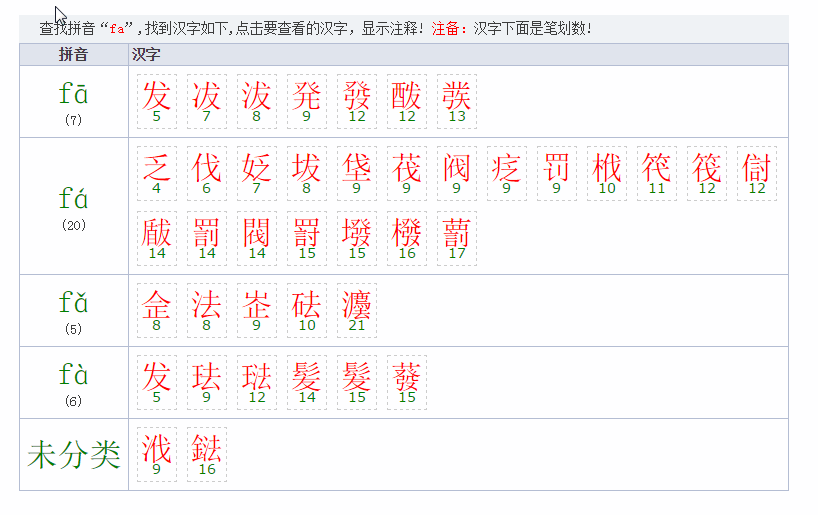 查找拼音“fa”,找到汉字如下,点击要查看的汉字，显示注释！注备：汉字下面是笔划数！
拼音 汉字
fā
(7)
发 沷 泼 発 發 醗 彂
5 7 8 9 12 12 13
fá
(20)
乏 伐 姂 坺 垡 茷 阀 疺 罚 栰 筏 傠
4 6 7 8 9 9 9 9 9 10 11 12 12
瞂 罰 閥 罸 墢 橃 藅
14 14 14 15 15 16 17
fǎ
(5)
佱 法 峜 砝 灋
8 8 9 10 21
fà
(6)
发 珐 琺 髪 髮 蕟
5 9 12 14 15 15
未分类
浌 鍅
9 16